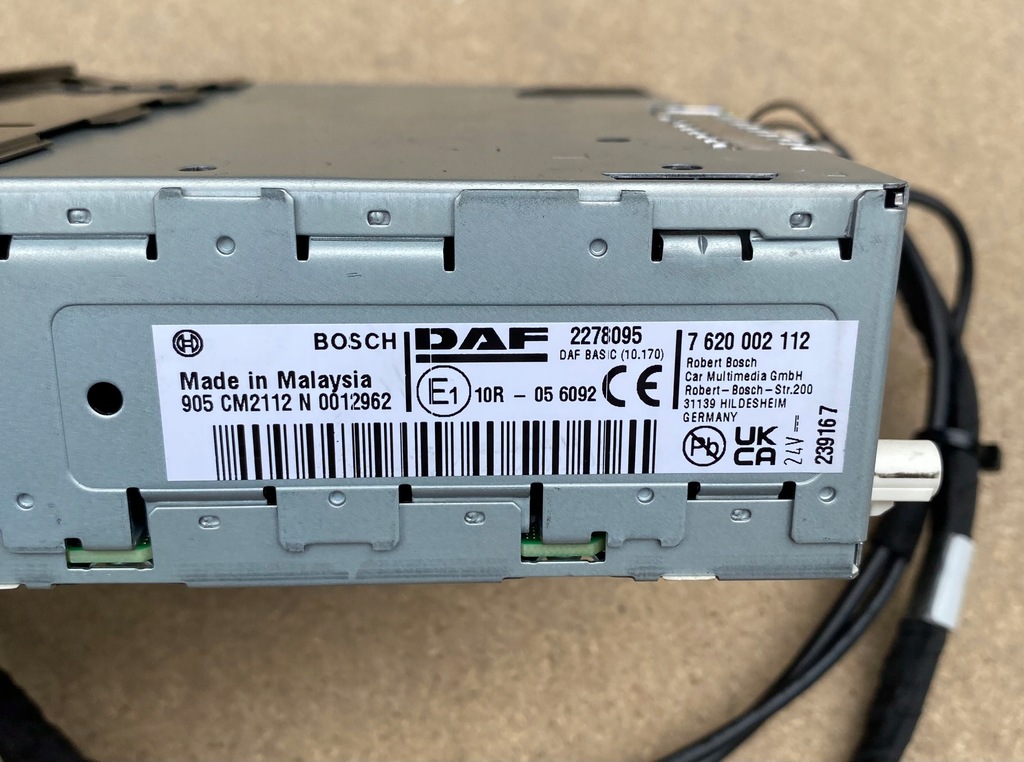 BOSCH
Made in Malaysia
905 CM2112 N 0012962
DAF 2278095
DAF BASIC (10.170)
E1 10R - 05 6092 CE
7 620 002 112
Robert Bosch
Car Multimedia GmbH
Robert-Bosch-Str.200
31139 HILDESHEIM
GERMANY
Pb
UK
CA
24V
239167